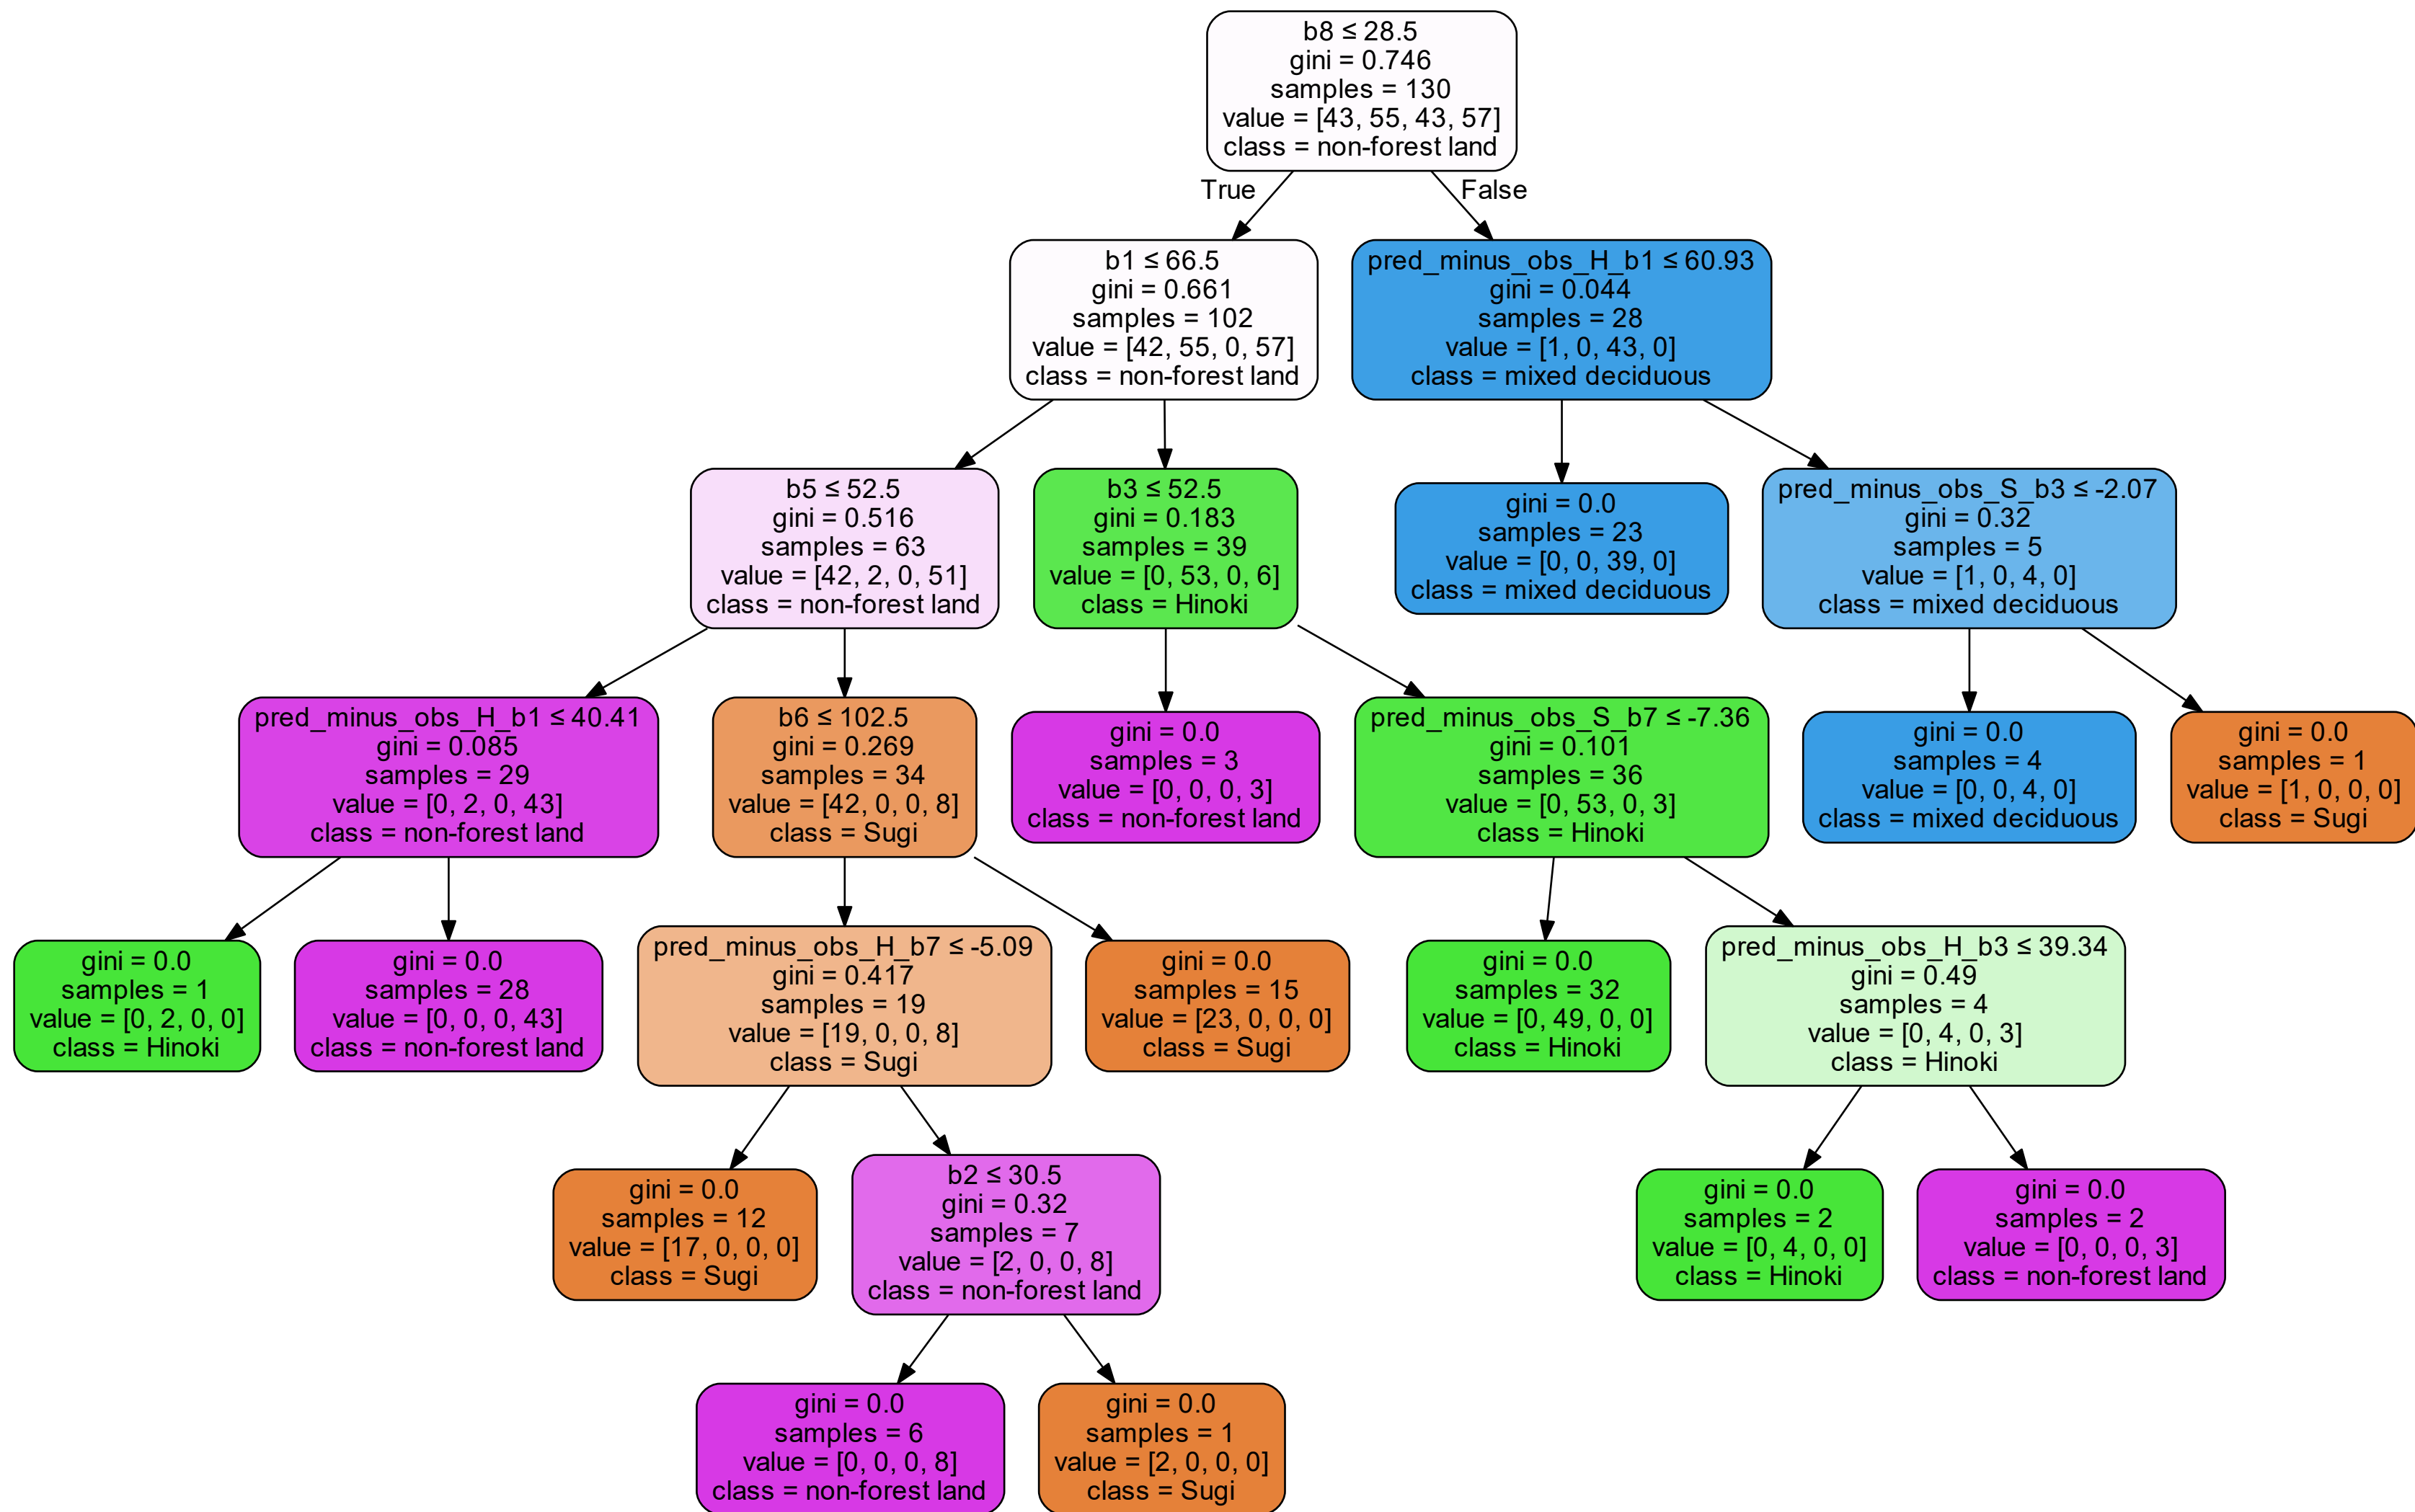 b8 ≤ 28.5
gini = 0.746
samples = 130
value = [43, 55, 43, 57]
class = non-forest land
True
False
b1 ≤ 66.5
gini = 0.661
samples = 102
value = [42, 55, 0, 57]
class = non-forest land
pred_minus_obs_H_b1 ≤ 60.93
gini = 0.044
samples = 28
value = [1, 0, 43, 0]
class = mixed deciduous
b5 ≤ 52.5
gini = 0.516
samples = 63
value = [42, 2, 0, 51]
class = non-forest land
b3 ≤ 52.5
gini = 0.183
samples = 39
value = [0, 53, 0, 6]
class = Hinoki
gini = 0.0
samples = 23
value = [0, 0, 39, 0]
class = mixed deciduous
pred_minus_obs_S_b3 ≤ -2.07
gini = 0.32
samples = 5
value = [1, 0, 4, 0]
class = mixed deciduous
pred_minus_obs_H_b1 ≤ 40.41
gini = 0.085
samples = 29
value = [0, 2, 0, 43]
class = non-forest land
b6 ≤ 102.5
gini = 0.269
samples = 34
value = [42, 0, 0, 8]
class = Sugi
gini = 0.0
samples = 3
value = [0, 0, 0, 3]
class = non-forest land
pred_minus_obs_S_b7 ≤ -7.36
gini = 0.101
samples = 36
value = [0, 53, 0, 3]
class = Hinoki
gini = 0.0
samples = 4
value = [0, 0, 4, 0]
class = mixed deciduous
gini = 0.0
samples = 1
value = [1, 0, 0, 0]
class = Sugi
gini = 0.0
samples = 1
value = [0, 2, 0, 0]
class = Hinoki
gini = 0.0
samples = 28
value = [0, 0, 0, 43]
class = non-forest land
pred_minus_obs_H_b7 ≤ -5.09
gini = 0.417
samples = 19
value = [19, 0, 0, 8]
class = Sugi
gini = 0.0
samples = 15
value = [23, 0, 0, 0]
class = Sugi
gini = 0.0
samples = 32
value = [0, 49, 0, 0]
class = Hinoki
pred_minus_obs_H_b3 ≤ 39.34
gini = 0.49
samples = 4
value = [0, 4, 0, 3]
class = Hinoki
gini = 0.0
samples = 12
value = [17, 0, 0, 0]
class = Sugi
b2 ≤ 30.5
gini = 0.32
samples = 7
value = [2, 0, 0, 8]
class = non-forest land
gini = 0.0
samples = 2
value = [0, 4, 0, 0]
class = Hinoki
gini = 0.0
samples = 2
value = [0, 0, 0, 3]
class = non-forest land
gini = 0.0
samples = 6
value = [0, 0, 0, 8]
class = non-forest land
gini = 0.0
samples = 1
value = [2, 0, 0, 0]
class = Sugi